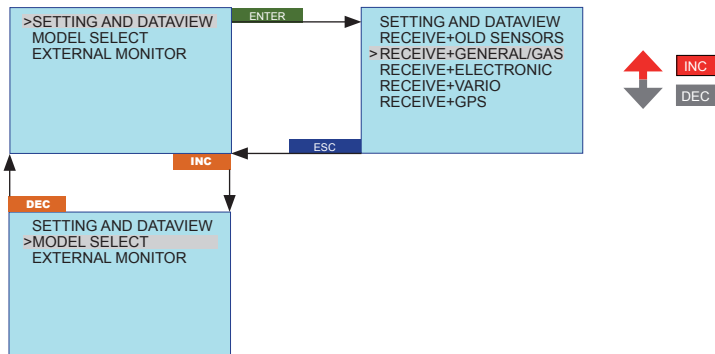 >SETTING AND DATAVIEW
MODEL SELECT
EXTERNAL MONITOR
ENTER
SETTING AND DATAVIEW
RECEIVE+OLD SENSORS
>RECEIVE+GENERAL/GAS
RECEIVE+ELECTRONIC
RECEIVE+VARIO
RECEIVE+GPS
INC
DEC
ESC
INC
DEC
SETTING AND DATAVIEW
>MODEL SELECT
EXTERNAL MONITOR